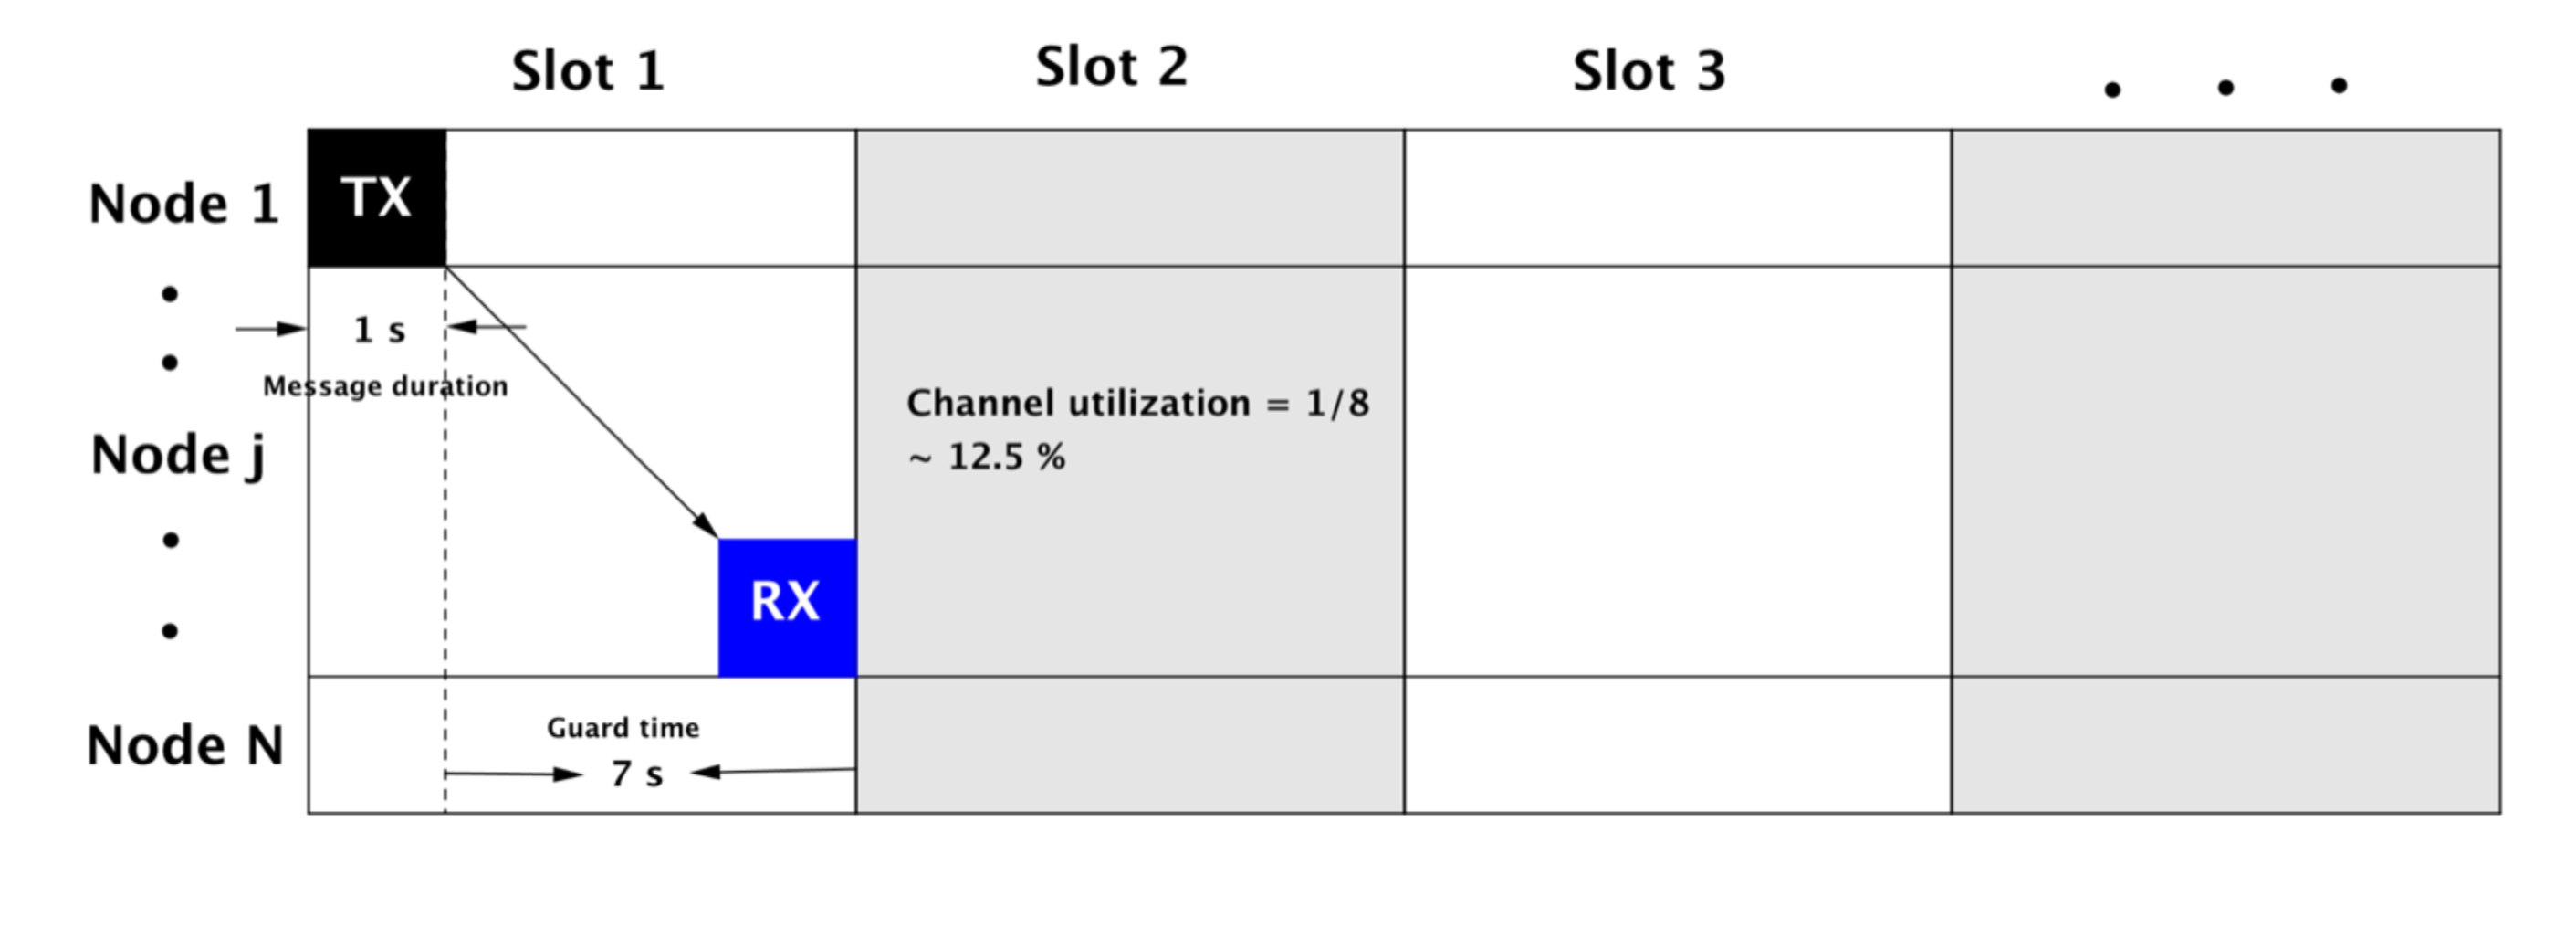 Slot 1
Slot 2
Slot 3
Node 1
TX
1 s
Message duration
Channel utilization = 1/8
~ 12.5 %
Node j
RX
Node N
Guard time
7 s